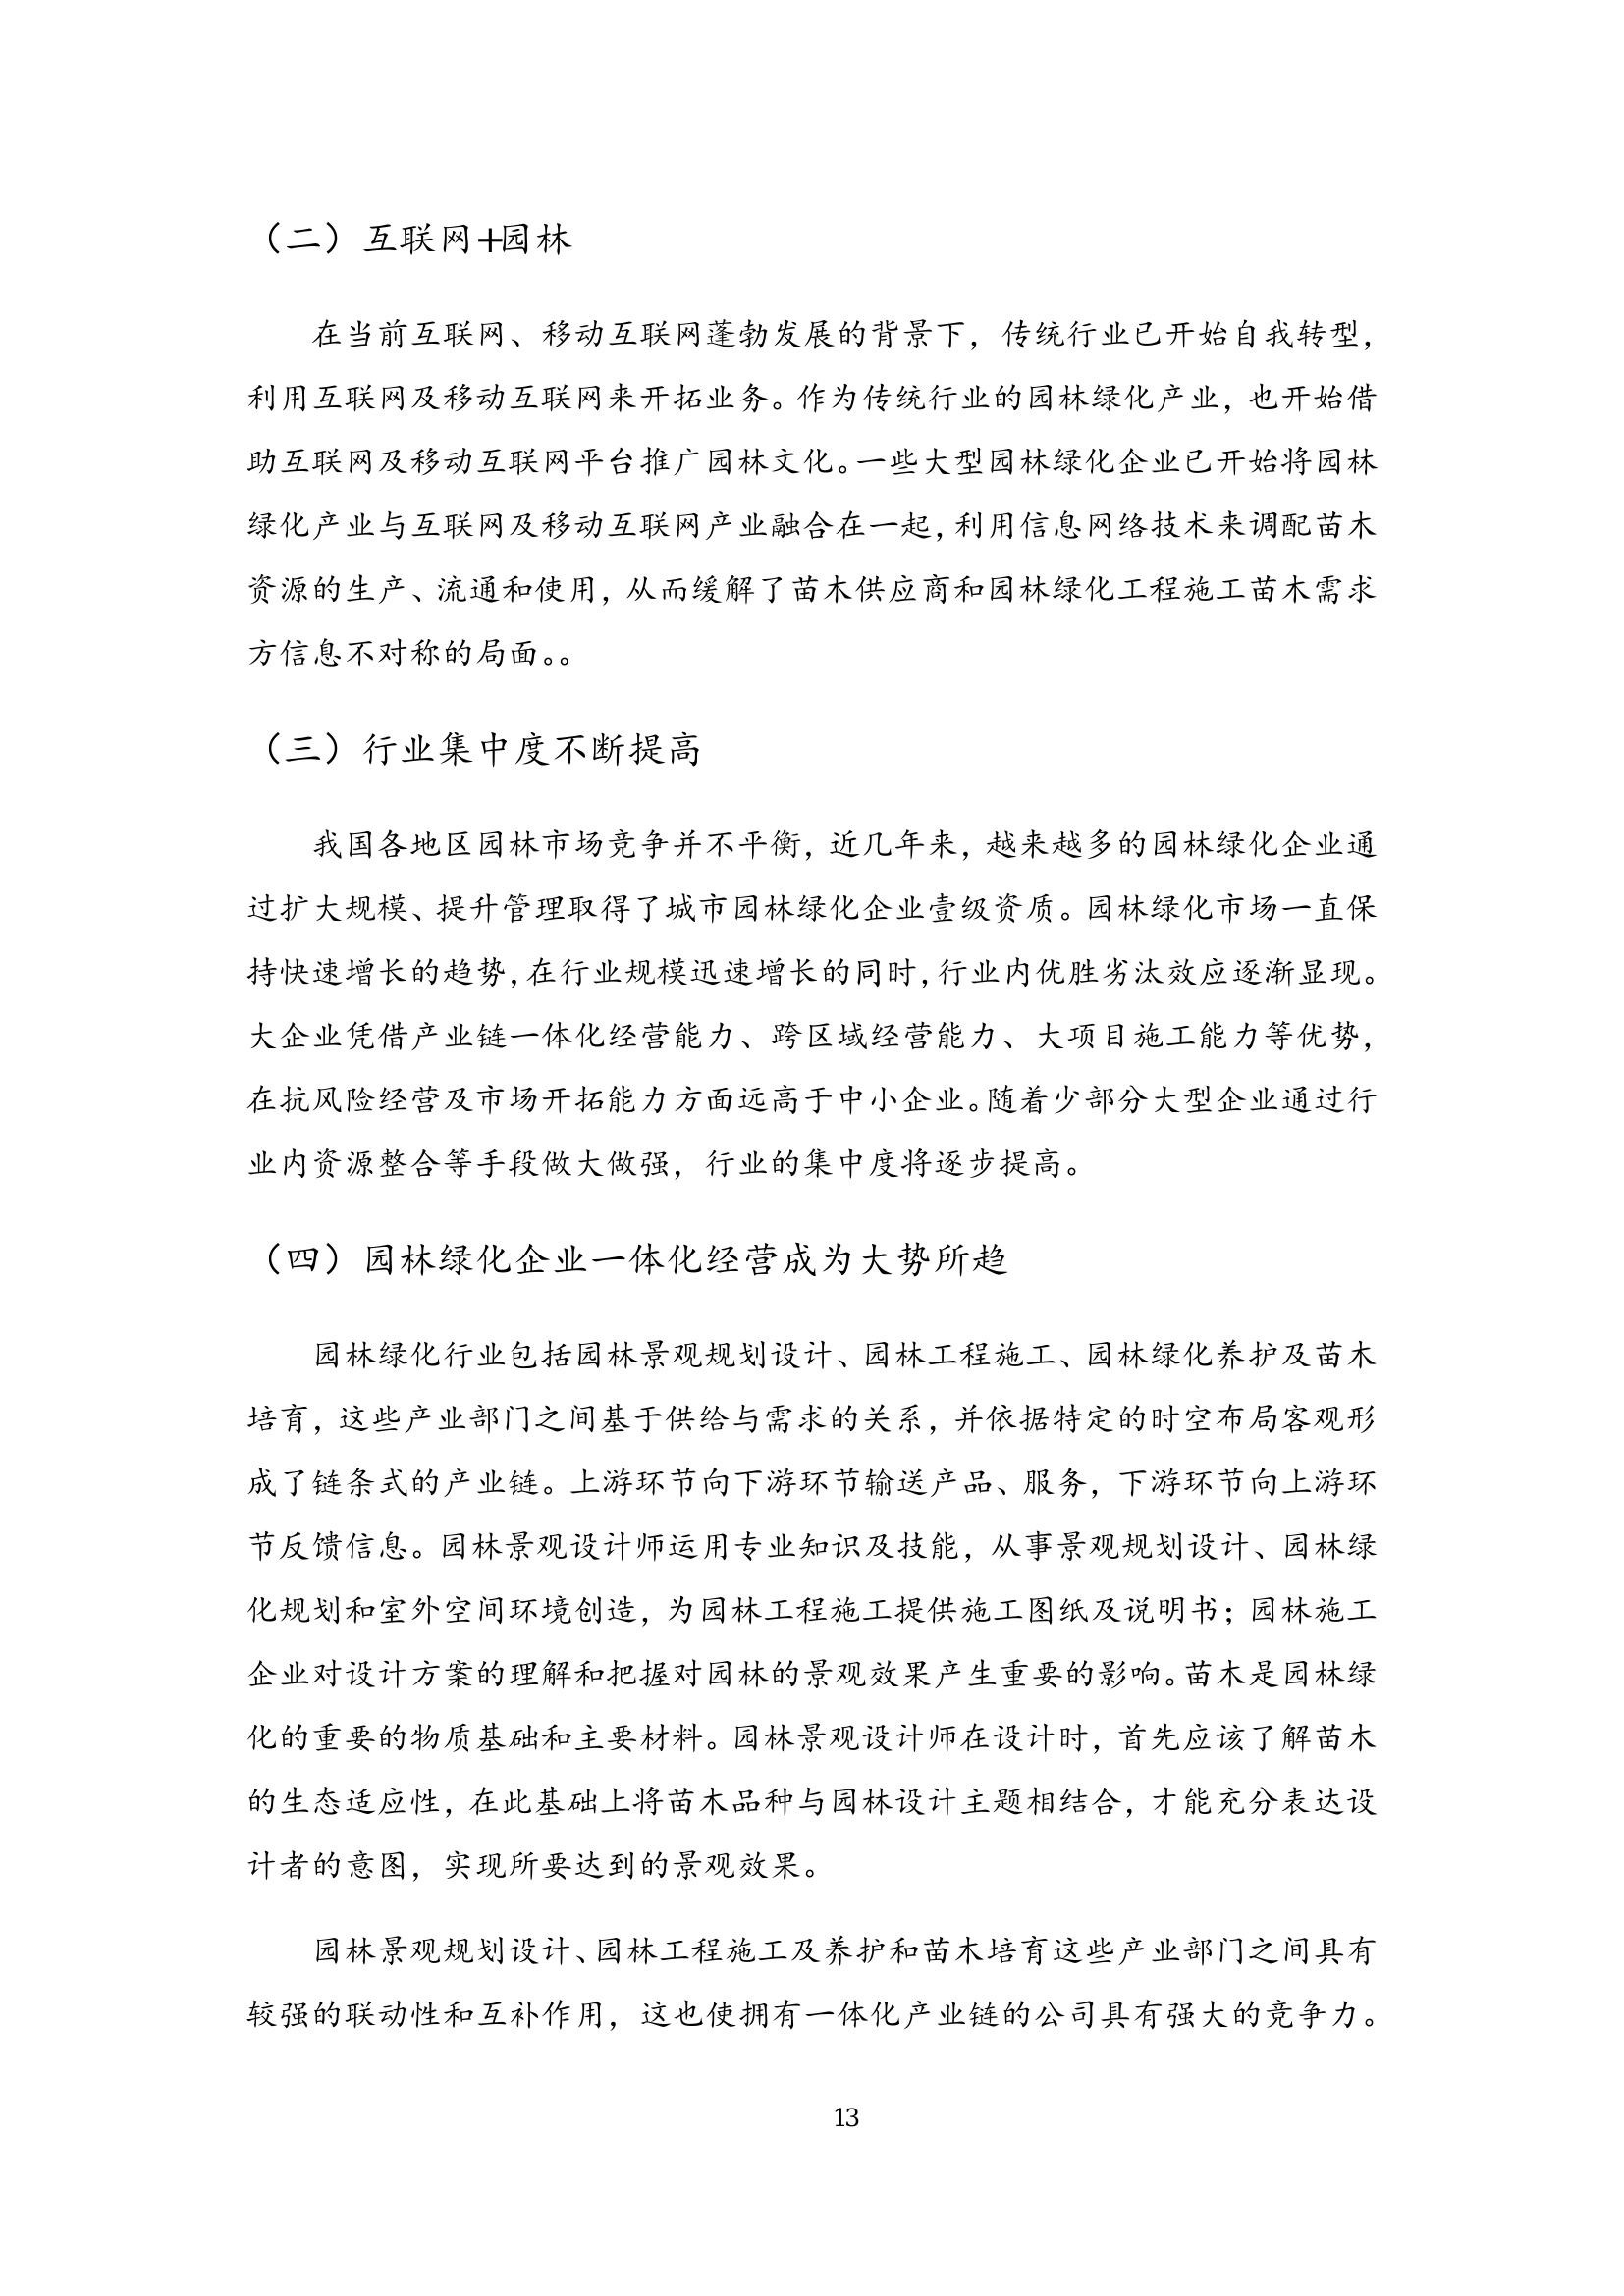 （二）互联网+园林
在当前互联网、移动互联网蓬勃发展的背景下，传统行业已开始自我转型，
利用互联网及移动互联网来开拓业务。作为传统行业的园林绿化产业，也开始借
助互联网及移动互联网平台推广园林文化。一些大型园林绿化企业已开始将园林
绿化产业与互联网及移动互联网产业融合在一起，利用信息网络技术来调配苗木
资源的生产、流通和使用，从而缓解了苗木供应商和园林绿化工程施工苗木需求
方信息不对称的局面。。
（三）行业集中度不断提高
我国各地区园林市场竞争并不平衡，近几年来，越来越多的园林绿化企业通
过扩大规模、提升管理取得了城市园林绿化企业壹级资质。园林绿化市场一直保
持快速增长的趋势，在行业规模迅速增长的同时，行业内优胜劣汰效应逐渐显现。
大企业凭借产业链一体化经营能力、跨区域经营能力、大项目施工能力等优势，
在抗风险经营及市场开拓能力方面远高于中小企业。随着少部分大型企业通过行
业内资源整合等手段做大做强，行业的集中度将逐步提高。
（四）园林绿化企业一体化经营成为大势所趋
园林绿化行业包括园林景观规划设计、园林工程施工、园林绿化养护及苗木
培育，这些产业部门之间基于供给与需求的关系，并依据特定的时空布局客观形
成了链条式的产业链。上游环节向下游环节输送产品、服务，下游环节向上游环
节反馈信息。园林景观设计师运用专业知识及技能，从事景观规划设计、园林绿
化规划和室外空间环境创造，为园林工程施工提供施工图纸及说明书；园林施工
企业对设计方案的理解和把握对园林的景观效果产生重要的影响。苗木是园林绿
化的重要的物质基础和主要材料。园林景观设计师在设计时，首先应该了解苗木
的生态适应性，在此基础上将苗木品种与园林设计主题相结合，才能充分表达设
计者的意图，实现所要达到的景观效果。
园林景观规划设计、园林工程施工及养护和苗木培育这些产业部门之间具有
较强的联动性和互补作用，这也使拥有一体化产业链的公司具有强大的竞争力。
13